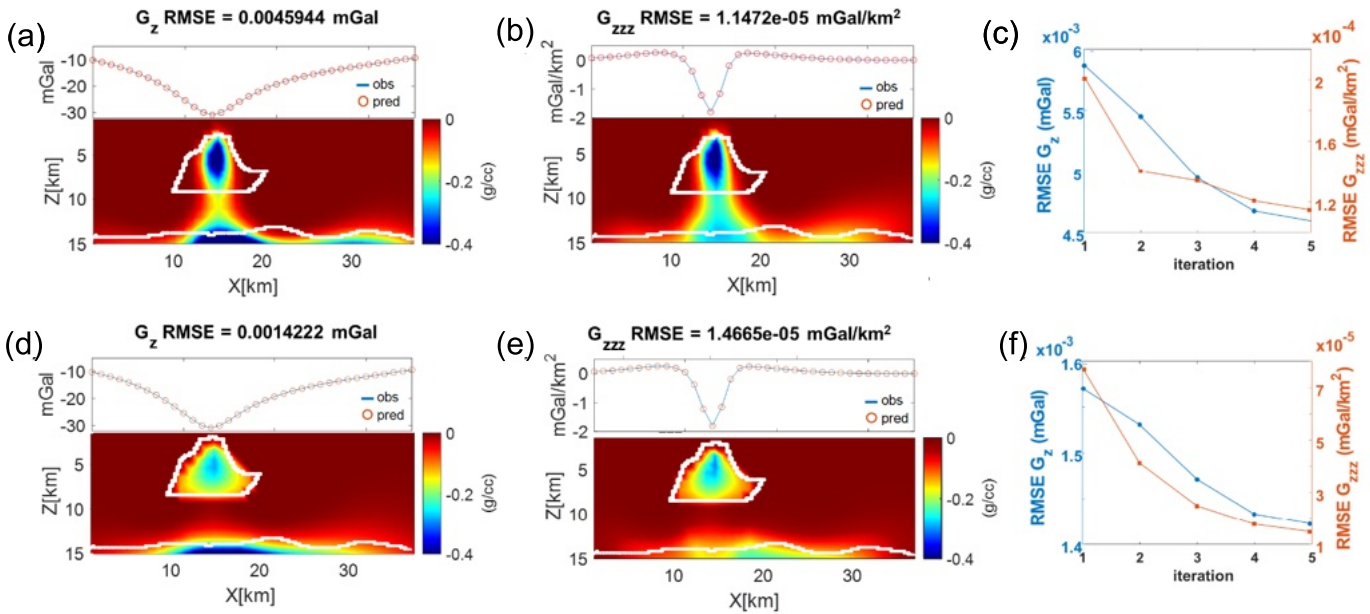 (a)
G_z RMSE = 0.0045944 mGal
mGal
-10
-20
-30
obs
pred
Z[km]
5
10
15
10 20 30
X[km]
0
-0.2
-0.4
(g/cc)
(b)
G_zzz RMSE = 1.1472e-05 mGal/km²
mGal/km²
0
-1
-2
obs
pred
Z[km]
5
10
15
10 20 30
X[km]
0
-0.2
-0.4
(g/cc)
(c)
x10⁻³
6
5.5
5
4.5
RMSE G_z (mGal)
x10⁻⁴
2
1.6
1.2
RMSE G_zzz (mGal/km²)
1 2 3 4 5
iteration
(d)
G_z RMSE = 0.0014222 mGal
mGal
-10
-20
-30
obs
pred
Z[km]
5
10
15
10 20 30
X[km]
0
-0.2
-0.4
(g/cc)
(e)
G_zzz RMSE = 1.4665e-05 mGal/km²
mGal/km²
0
-1
-2
obs
pred
Z[km]
5
10
15
10 20 30
X[km]
0
-0.2
-0.4
(g/cc)
(f)
x10⁻³
1.6
1.5
1.4
RMSE G_z (mGal)
x10⁻⁵
7
5
3
1
RMSE G_zzz (mGal/km²)
1 2 3 4 5
iteration